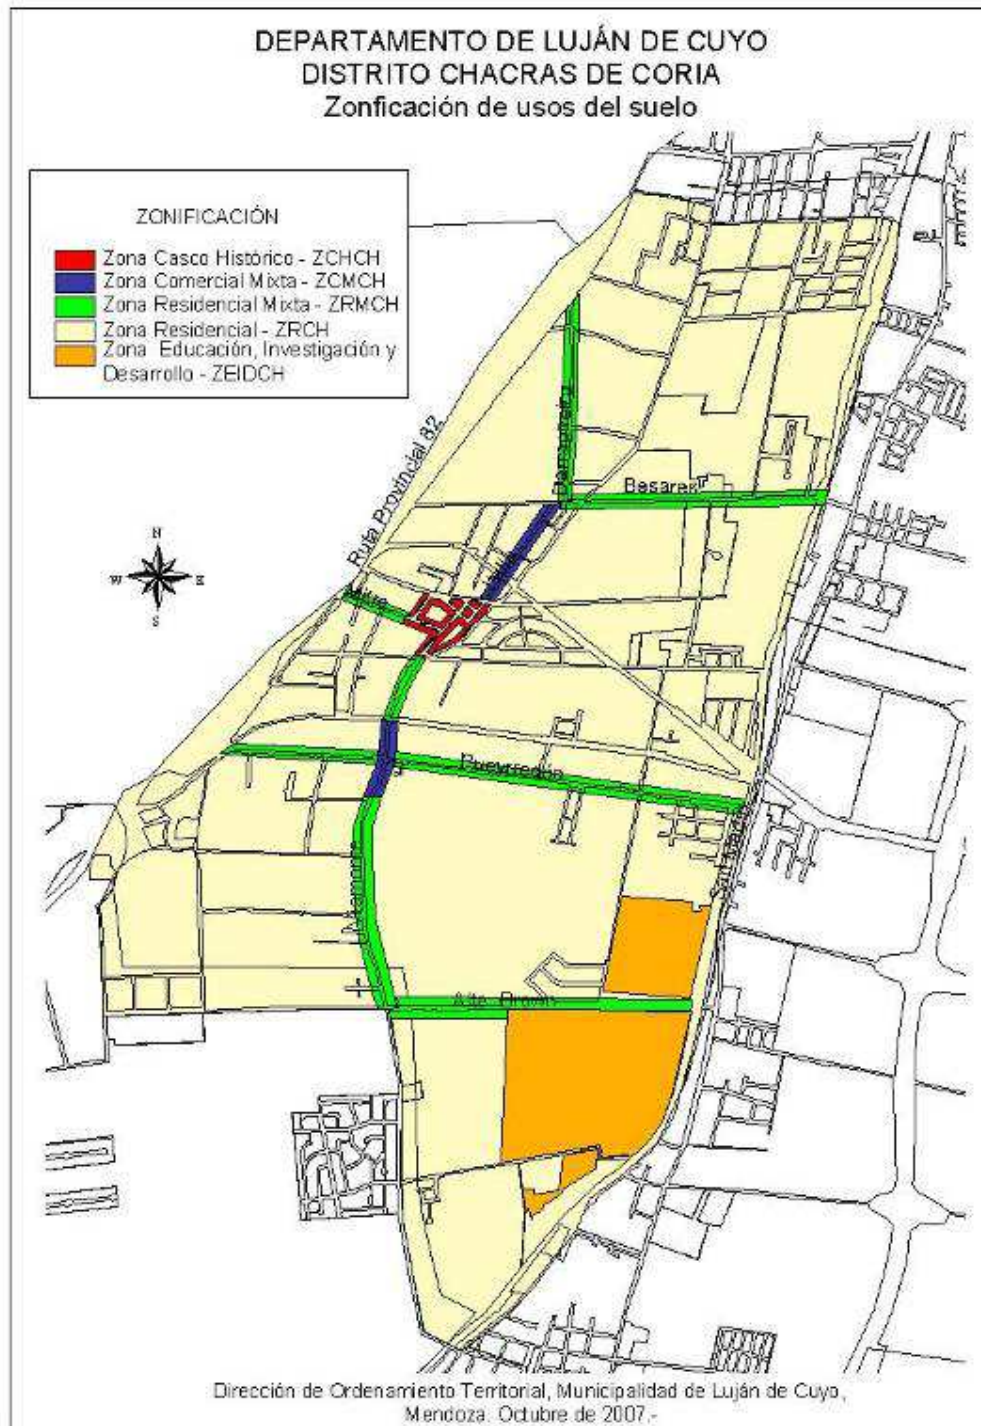 DEPARTAMENTO DE LUJÁN DE CUYO
DISTRITO CHACRAS DE CORIA
Zonficación de usos del suelo
ZONIFICACIÓN
Zona Casco Histórico - ZCHCH
Zona Comercial Mixta - ZCMCH
Zona Residencial Mixta - ZRMCH
Zona Residencial - ZRCH
Zona Educación, Investigación y
Desarrollo - ZEIDCH
Ruta Provincial 82
Besares
N
W
E
S
Mitre
Pueyrredón
Viamonte
Alte. Brown
Dirección de Ordenamiento Territorial, Municipalidad de Luján de Cuyo,
Mendoza. Octubre de 2007.-